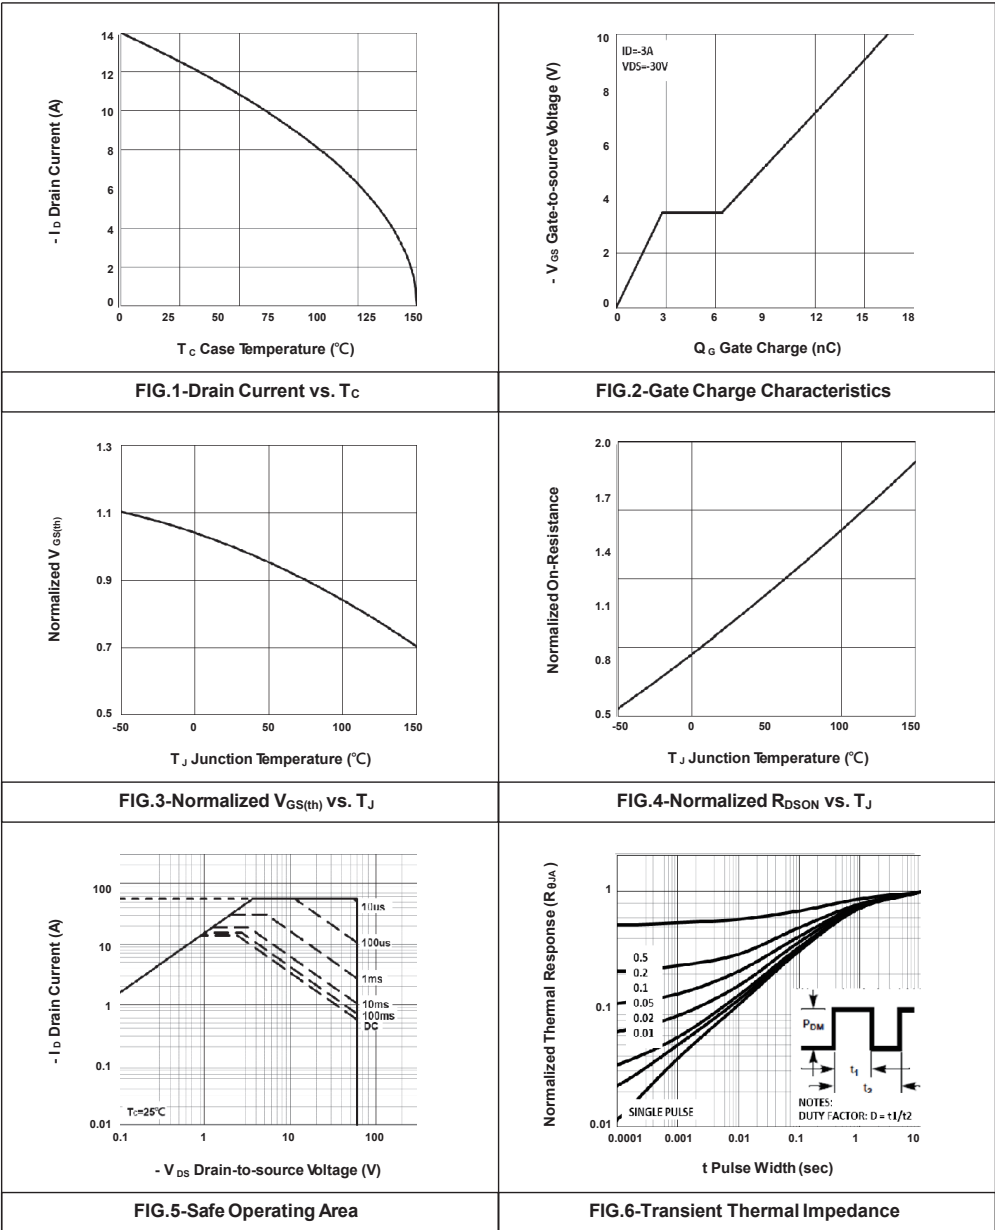 14
12
10
8
6
4
2
0
- I D Drain Current (A)
0 25 50 75 100 125 150
T C Case Temperature (℃)
FIG.1-Drain Current vs. TC
10
8
6
4
2
0
- V GS Gate-to-source Voltage (V)
ID=-3A
VDS=-30V
0 3 6 9 12 15 18
Q G Gate Charge (nC)
FIG.2-Gate Charge Characteristics
1.3
1.1
0.9
0.7
0.5
Normalized V GS(th)
-50 0 50 100 150
T J Junction Temperature (℃)
FIG.3-Normalized VGS(th) vs. TJ
2.0
1.7
1.4
1.1
0.8
0.5
Normalized On-Resistance
-50 0 50 100 150
T J Junction Temperature (℃)
FIG.4-Normalized RDSON vs. TJ
100
10
1
0.1
0.01
- I D Drain Current (A)
10us
100us
1ms
10ms
100ms
DC
TC=25℃
0.1 1 10 100
- V DS Drain-to-source Voltage (V)
FIG.5-Safe Operating Area
1
0.1
0.01
Normalized Thermal Response (R θJA)
0.5
0.2
0.1
0.05
0.02
0.01
SINGLE PULSE
PDM
t1
t2
NOTES:
DUTY FACTOR: D = t1/t2
0.0001 0.001 0.01 0.1 1 10
t Pulse Width (sec)
FIG.6-Transient Thermal Impedance